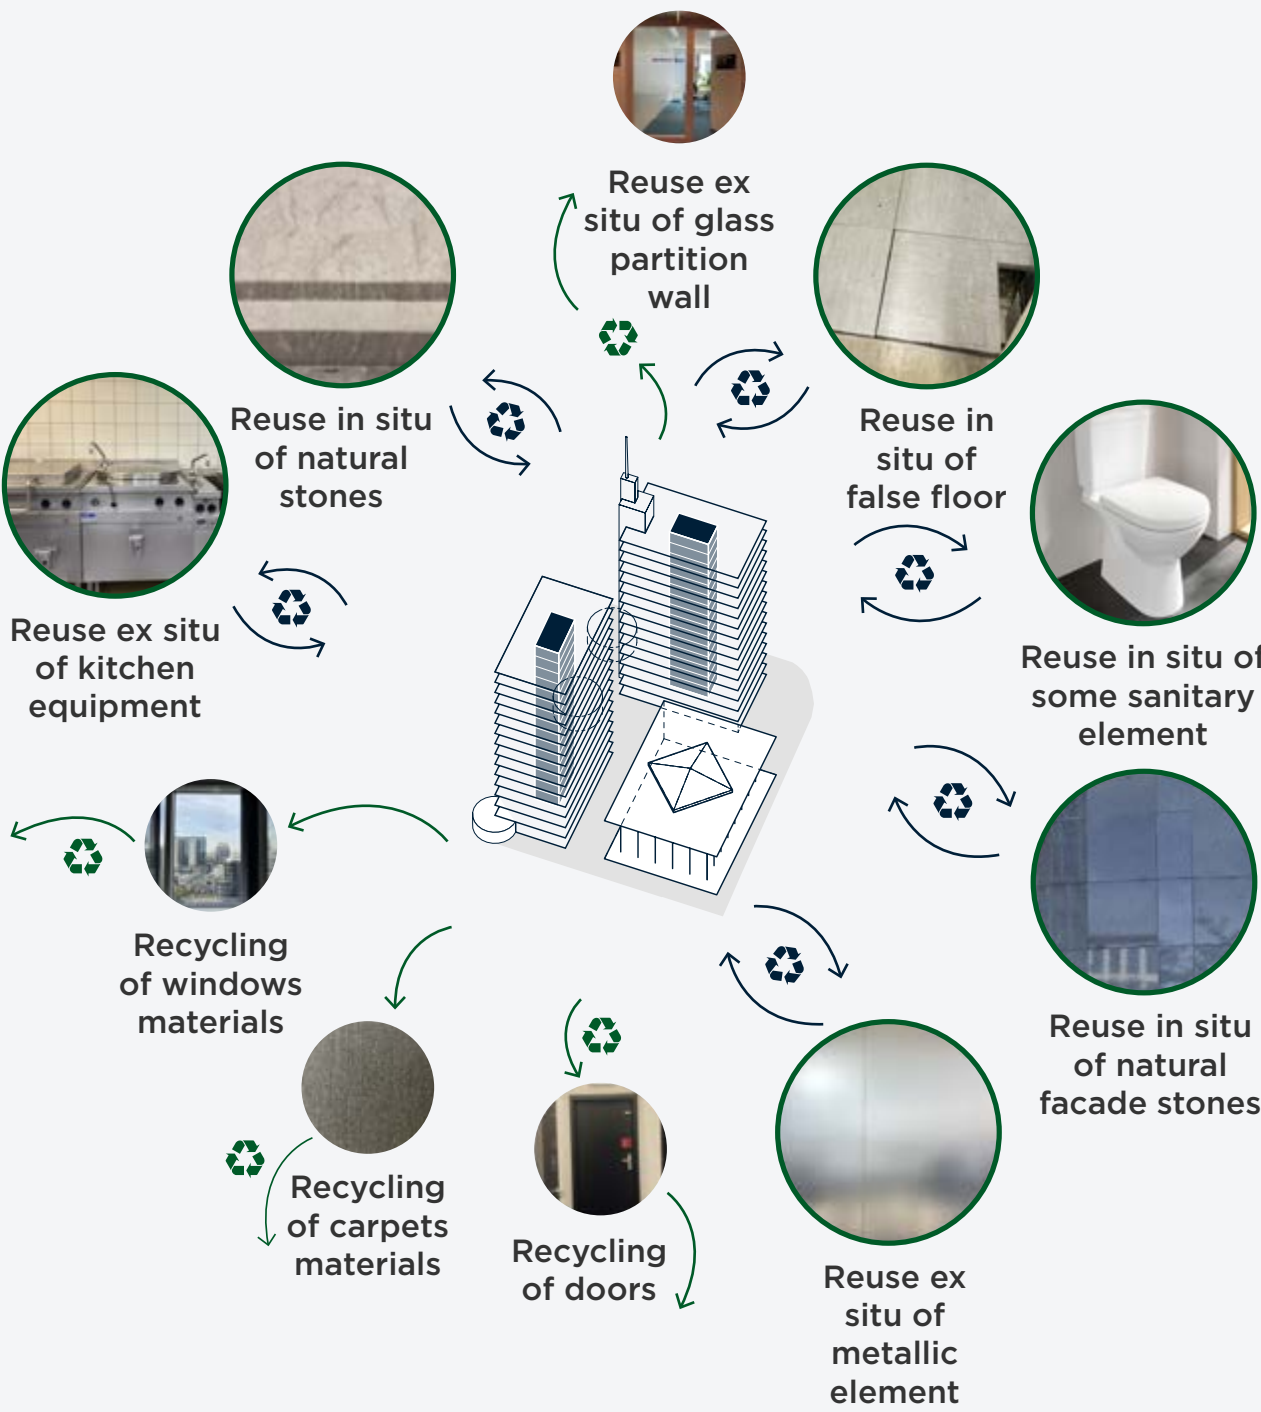 Reuse ex
situ of glass
partition
wall
Reuse in situ
of natural
stones
Reuse in
situ of
false floor
Reuse ex situ
of kitchen
equipment
Reuse in situ of
some sanitary
element
Recycling
of windows
materials
Reuse in situ
of natural
facade stones
Recycling
of carpets
materials
Recycling
of doors
Reuse ex
situ of
metallic
element